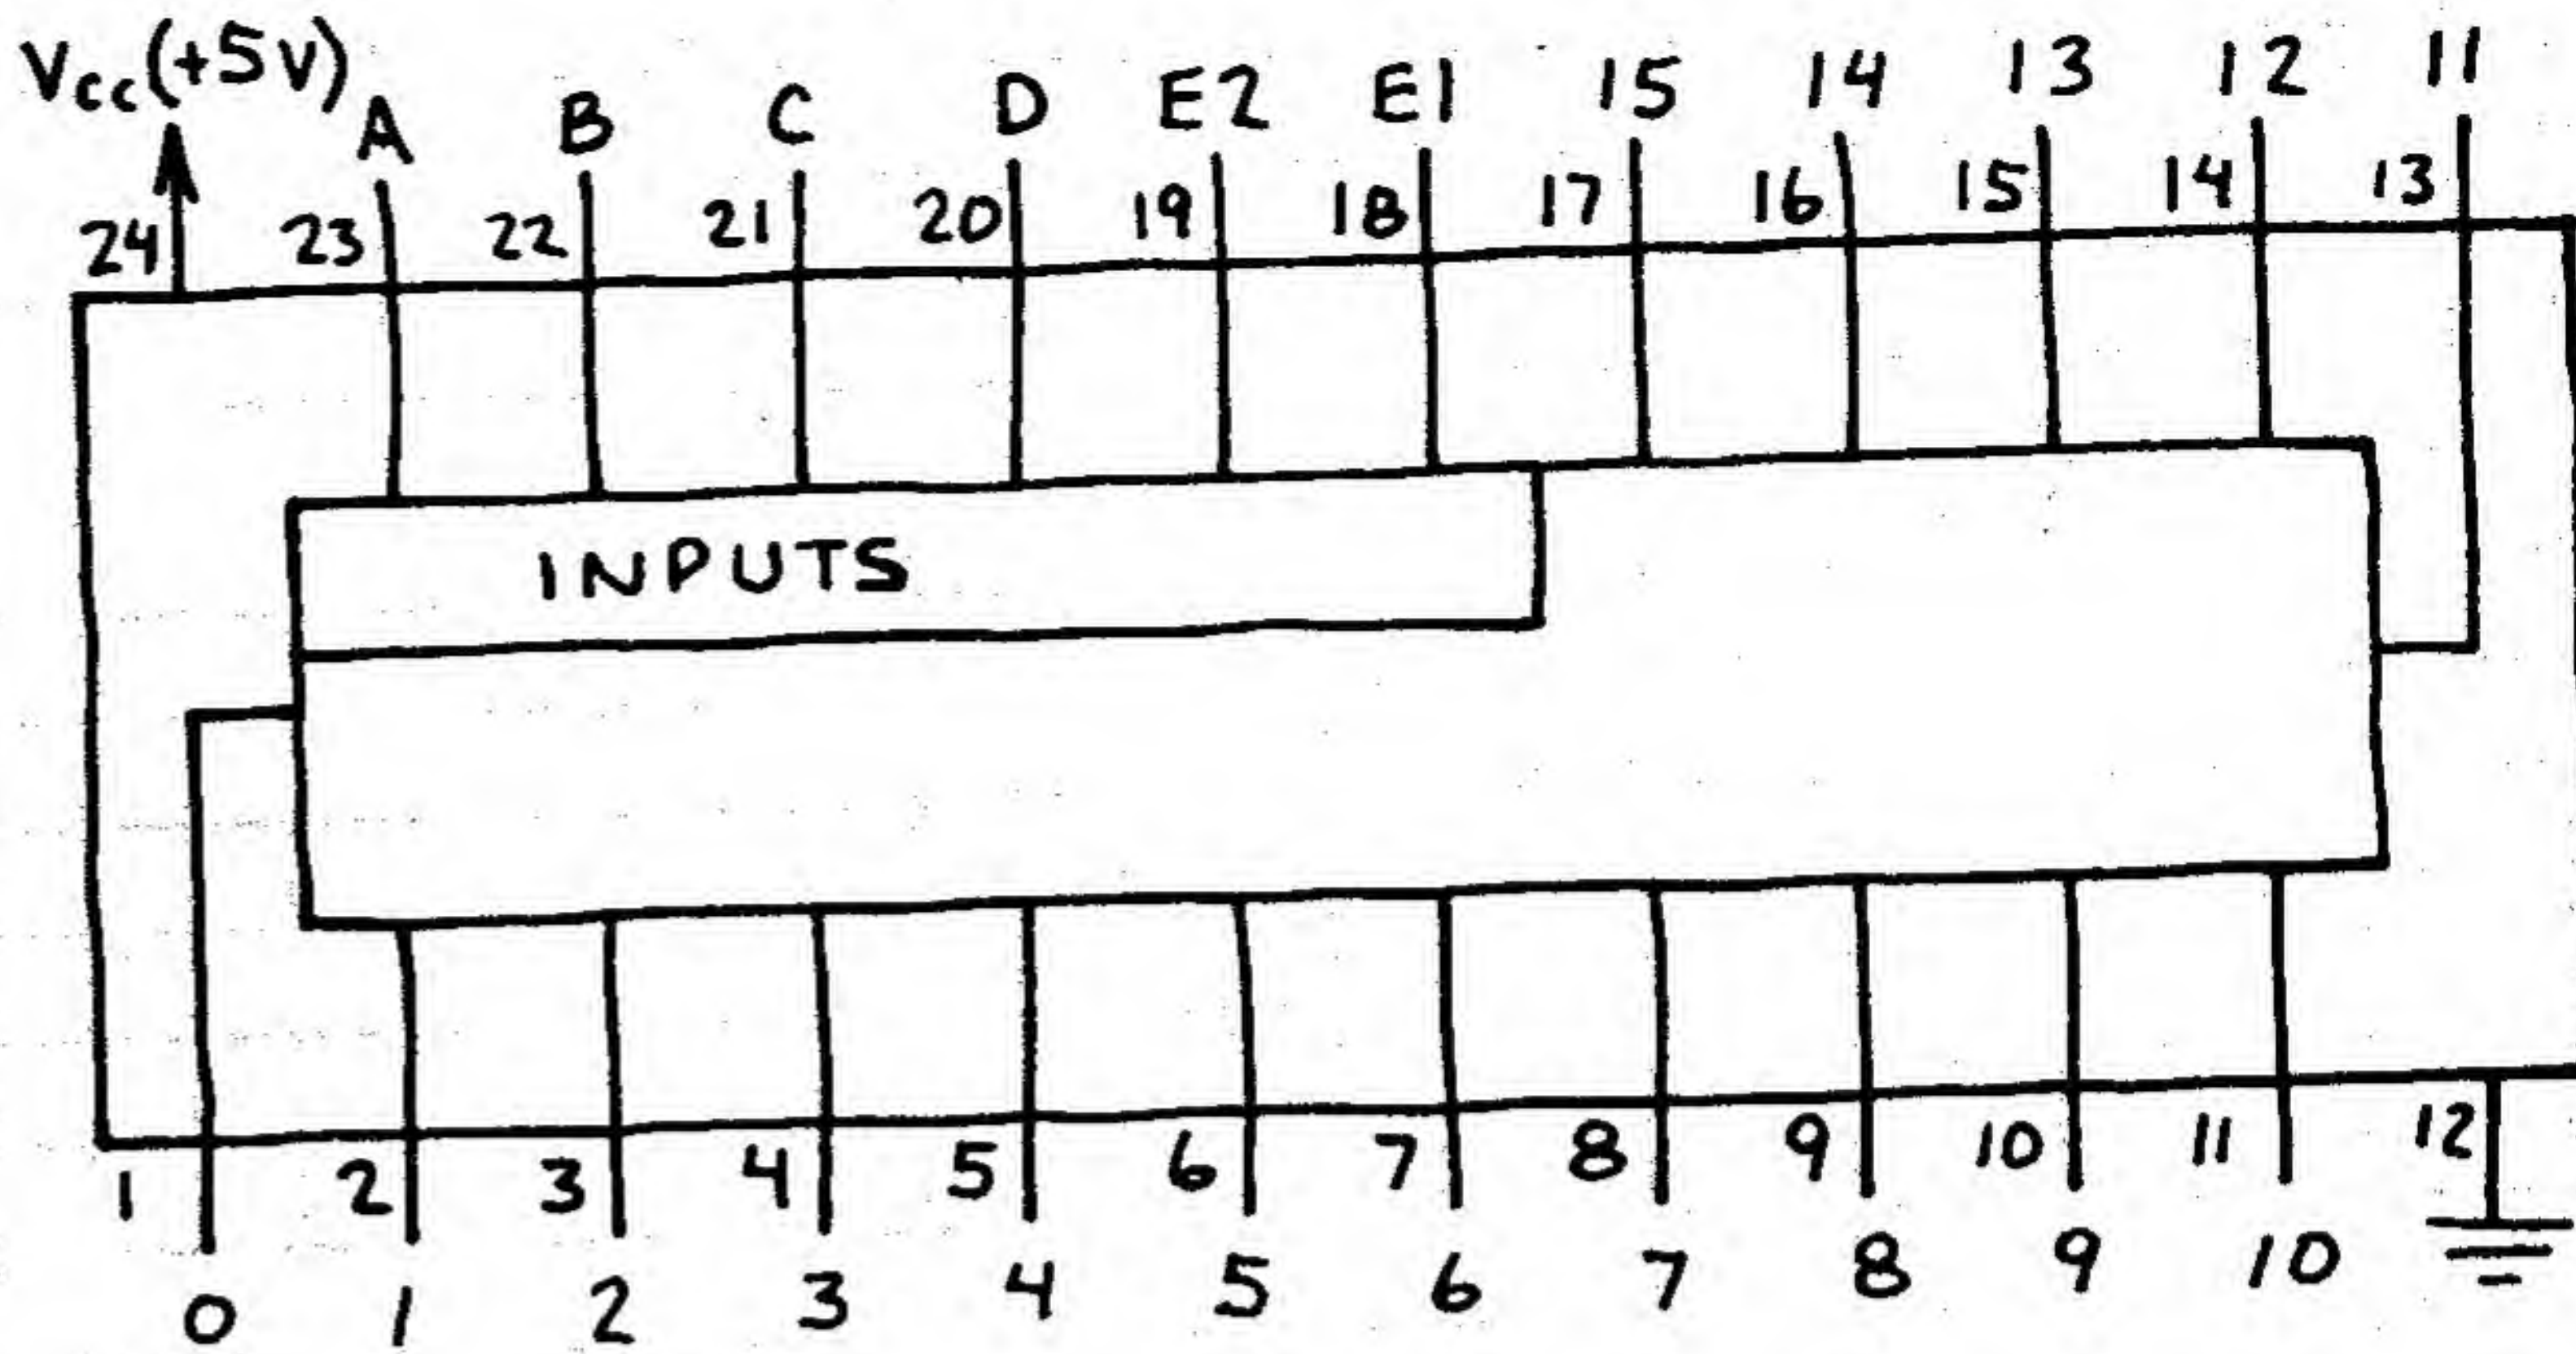 Vcc(+5V) A B C D E2 E1 15 14 13 12 11
24 23 22 21 20 19 18 17 16 15 14 13
INPUTS
1 2 3 4 5 6 7 8 9 10 11 12
0 1 2 3 4 5 6 7 8 9 10